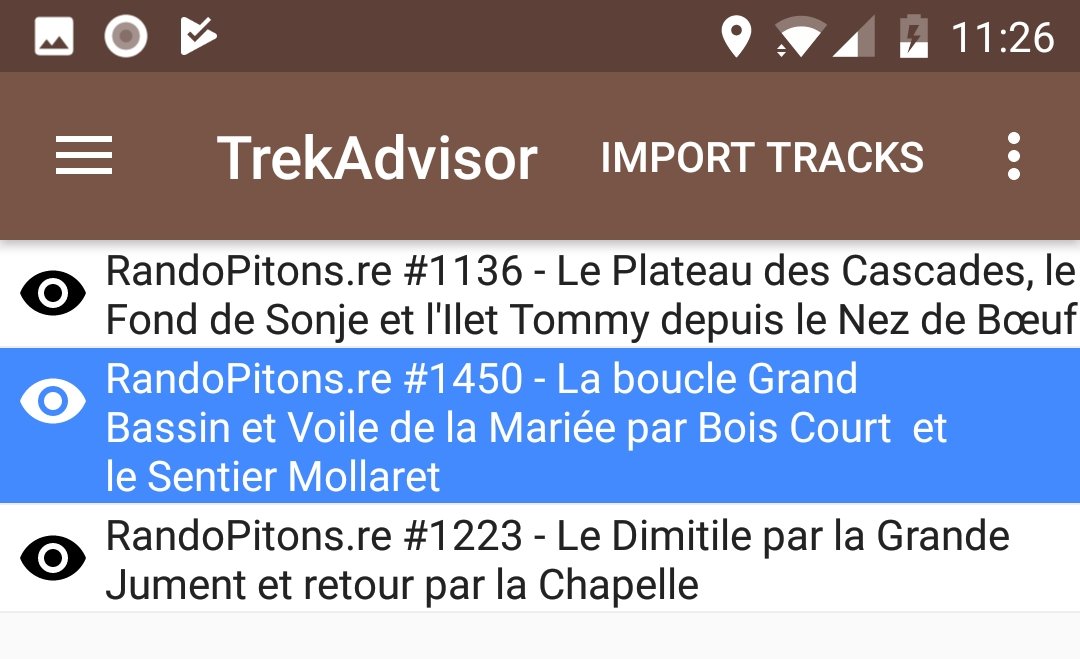 11:26
TrekAdvisor IMPORT TRACKS
RandoPitons.re #1136 - Le Plateau des Cascades, le
Fond de Sonje et l'Ilet Tommy depuis le Nez de Bœuf
RandoPitons.re #1450 - La boucle Grand
Bassin et Voile de la Mariée par Bois Court  et
le Sentier Mollaret
RandoPitons.re #1223 - Le Dimitile par la Grande
Jument et retour par la Chapelle